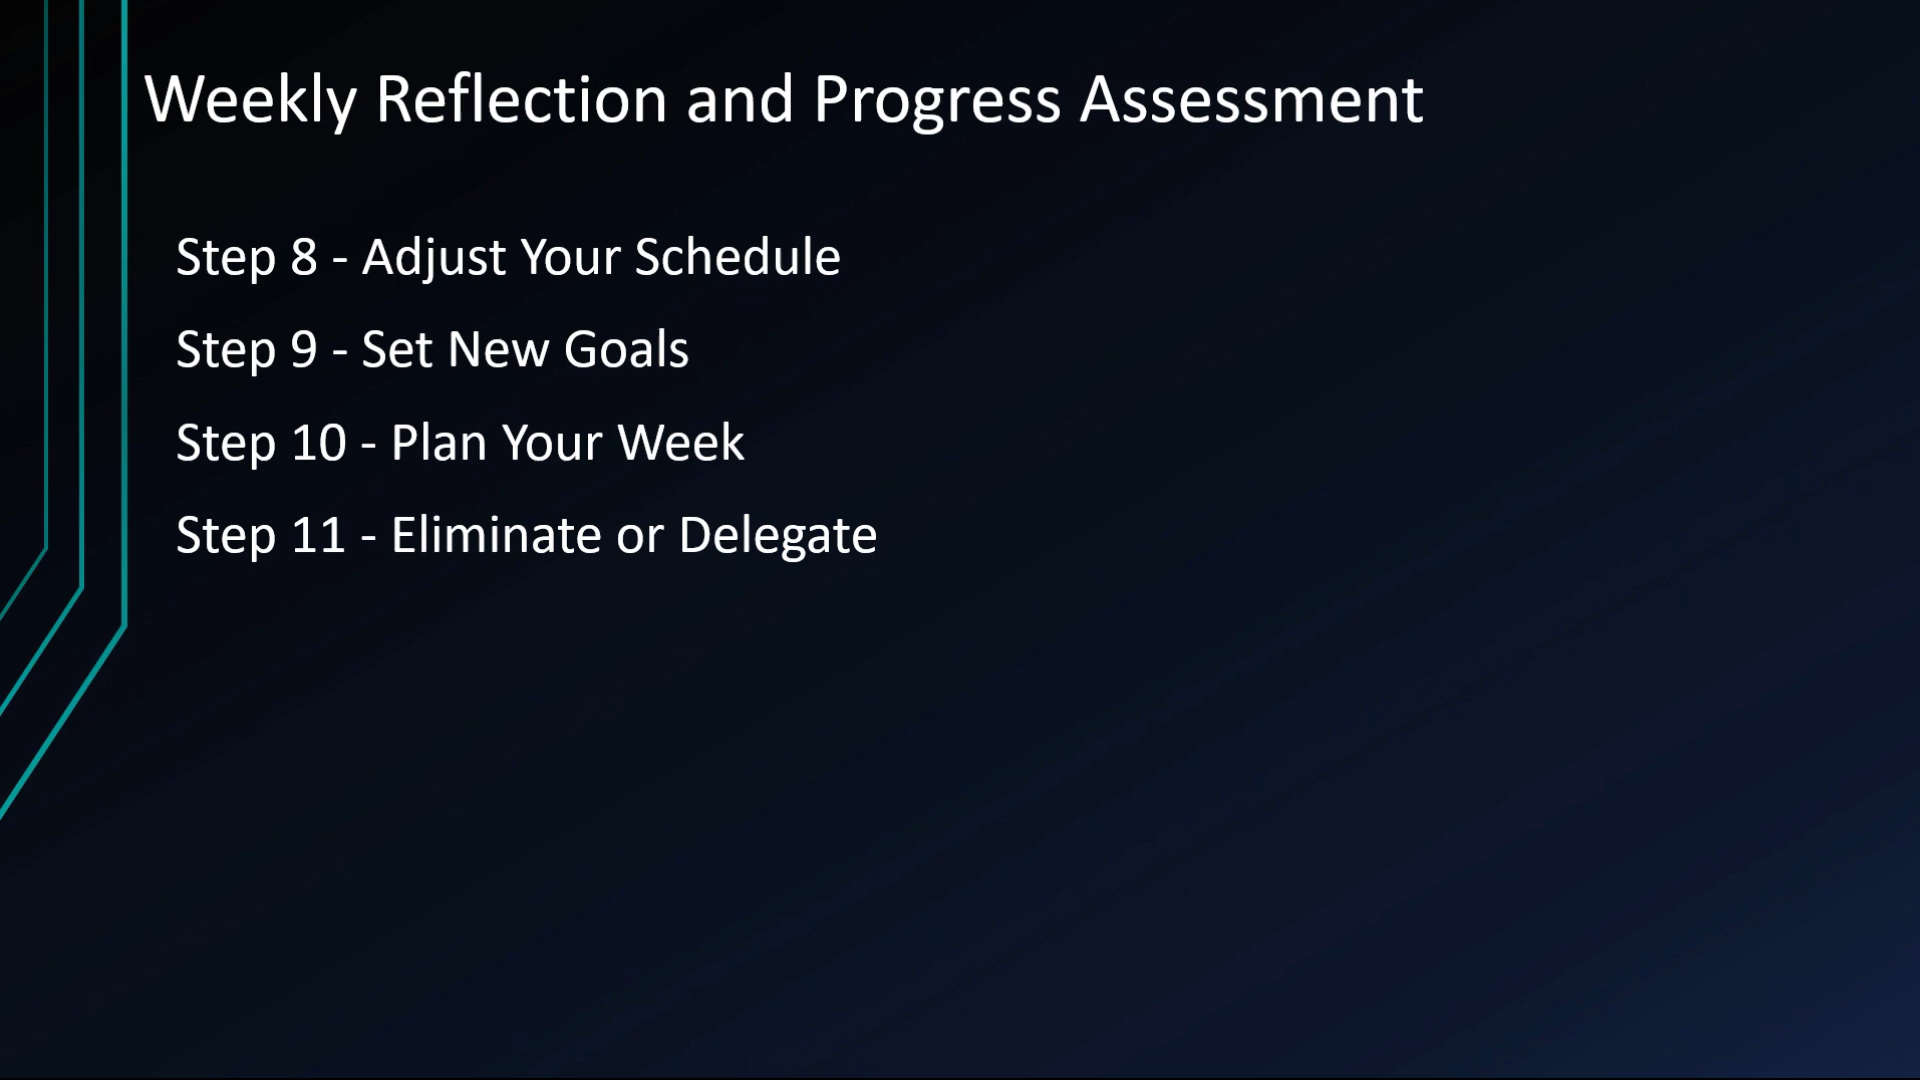 Weekly Reflection and Progress Assessment
Step 8 - Adjust Your Schedule
Step 9 - Set New Goals
Step 10 - Plan Your Week
Step 11 - Eliminate or Delegate